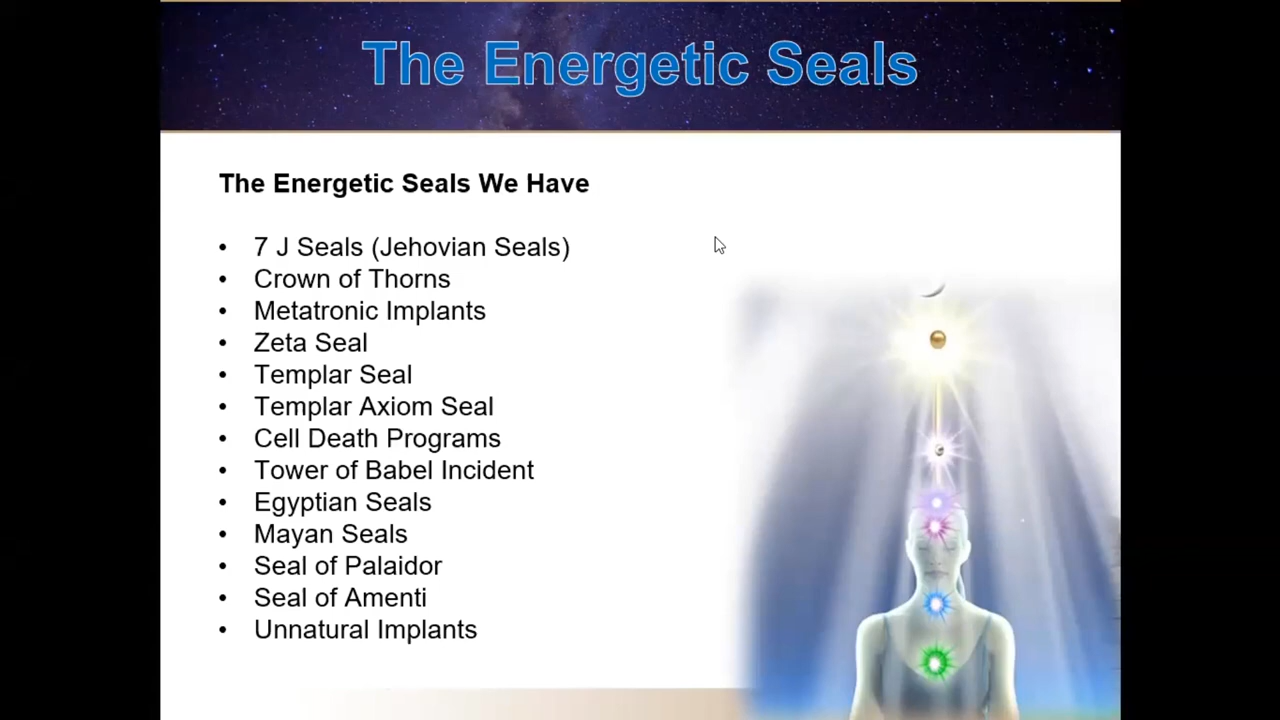 The Energetic Seals
The Energetic Seals We Have
• 7 J Seals (Jehovian Seals)
• Crown of Thorns
• Metatronic Implants
• Zeta Seal
• Templar Seal
• Templar Axiom Seal
• Cell Death Programs
• Tower of Babel Incident
• Egyptian Seals
• Mayan Seals
• Seal of Palaidor
• Seal of Amenti
• Unnatural Implants